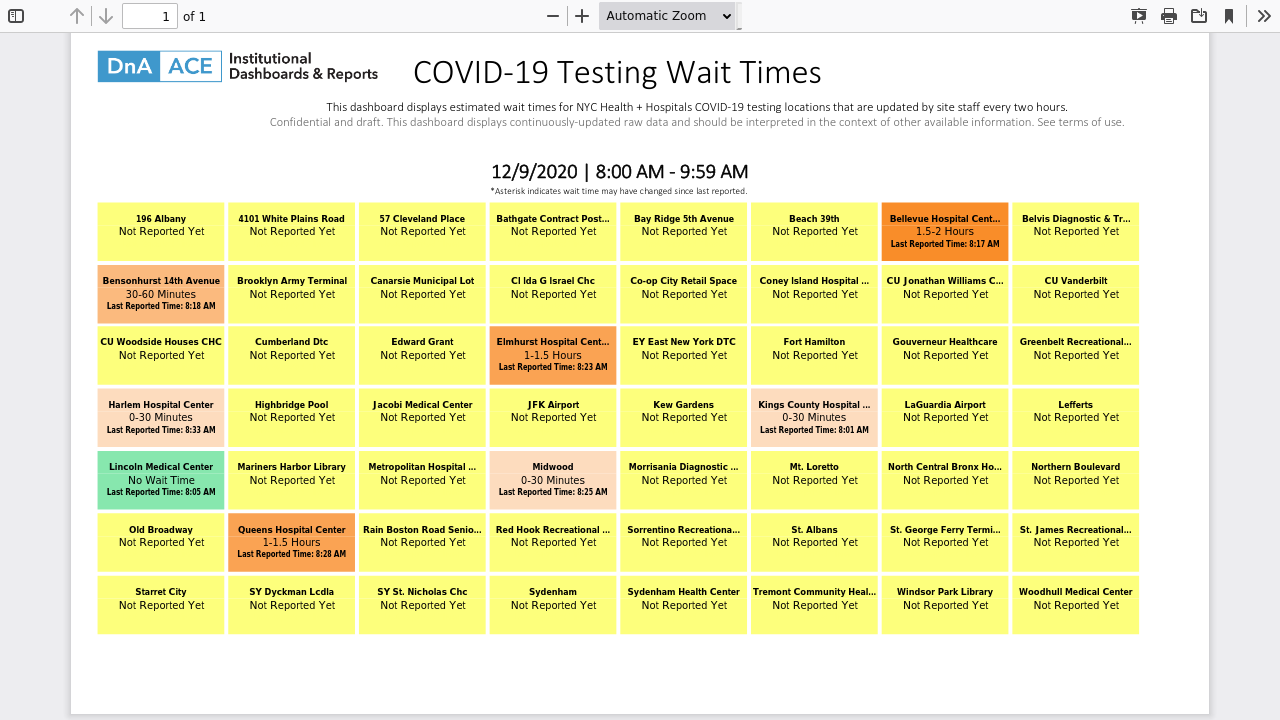 1 of 1 Automatic Zoom
DnA ACE Institutional
Dashboards & Reports
COVID-19 Testing Wait Times
This dashboard displays estimated wait times for NYC Health + Hospitals COVID-19 testing locations that are updated by site staff every two hours.
Confidential and draft. This dashboard displays continuously-updated raw data and should be interpreted in the context of other available information. See terms of use.
12/9/2020 | 8:00 AM - 9:59 AM
*Asterisk indicates wait time may have changed since last reported.
196 Albany
Not Reported Yet
4101 White Plains Road
Not Reported Yet
57 Cleveland Place
Not Reported Yet
Bathgate Contract Post...
Not Reported Yet
Bay Ridge 5th Avenue
Not Reported Yet
Beach 39th
Not Reported Yet
Bellevue Hospital Cent...
1.5-2 Hours
Last Reported Time: 8:17 AM
Belvis Diagnostic & Tr...
Not Reported Yet
Bensonhurst 14th Avenue
30-60 Minutes
Last Reported Time: 8:18 AM
Brooklyn Army Terminal
Not Reported Yet
Canarsie Municipal Lot
Not Reported Yet
CI Ida G Israel Chc
Not Reported Yet
Co-op City Retail Space
Not Reported Yet
Coney Island Hospital ...
Not Reported Yet
CU Jonathan Williams C...
Not Reported Yet
CU Vanderbilt
Not Reported Yet
CU Woodside Houses CHC
Not Reported Yet
Cumberland Dtc
Not Reported Yet
Edward Grant
Not Reported Yet
Elmhurst Hospital Cent...
1-1.5 Hours
Last Reported Time: 8:23 AM
EY East New York DTC
Not Reported Yet
Fort Hamilton
Not Reported Yet
Gouverneur Healthcare
Not Reported Yet
Greenbelt Recreational...
Not Reported Yet
Harlem Hospital Center
0-30 Minutes
Last Reported Time: 8:33 AM
Highbridge Pool
Not Reported Yet
Jacobi Medical Center
Not Reported Yet
JFK Airport
Not Reported Yet
Kew Gardens
Not Reported Yet
Kings County Hospital ...
0-30 Minutes
Last Reported Time: 8:01 AM
LaGuardia Airport
Not Reported Yet
Lefferts
Not Reported Yet
Lincoln Medical Center
No Wait Time
Last Reported Time: 8:05 AM
Mariners Harbor Library
Not Reported Yet
Metropolitan Hospital ...
Not Reported Yet
Midwood
0-30 Minutes
Last Reported Time: 8:25 AM
Morrisania Diagnostic ...
Not Reported Yet
Mt. Loretto
Not Reported Yet
North Central Bronx Ho...
Not Reported Yet
Northern Boulevard
Not Reported Yet
Old Broadway
Not Reported Yet
Queens Hospital Center
1-1.5 Hours
Last Reported Time: 8:28 AM
Rain Boston Road Senio...
Not Reported Yet
Red Hook Recreational ...
Not Reported Yet
Sorrentino Recreationa...
Not Reported Yet
St. Albans
Not Reported Yet
St. George Ferry Termi...
Not Reported Yet
St. James Recreational...
Not Reported Yet
Starret City
Not Reported Yet
SY Dyckman Lcdla
Not Reported Yet
SY St. Nicholas Chc
Not Reported Yet
Sydenham
Not Reported Yet
Sydenham Health Center
Not Reported Yet
Tremont Community Heal...
Not Reported Yet
Windsor Park Library
Not Reported Yet
Woodhull Medical Center
Not Reported Yet